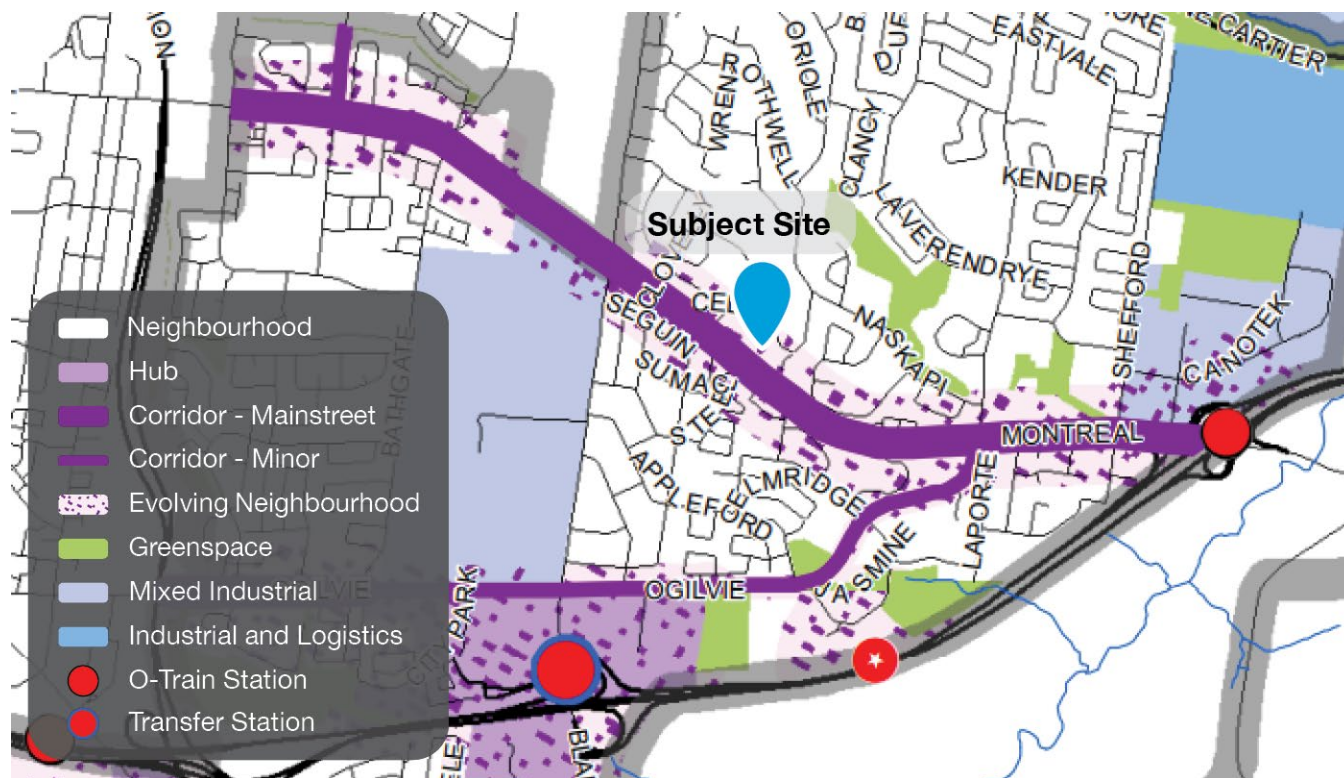 EASTVALE
CARTIER
ORIOLE
ROTHWELL
WREN
CLANCY
KENDER
LAVERENDRYE
Subject Site
SHEFFORD
CANOTEK
NASKAPI
SEGUIN
SUMAC
MONTREAL
APPLEFORD
ELMRIDGE
LAPORTE
JASMINE
OGILVIE
PARK
BATHGATE
Neighbourhood
Hub
Corridor - Mainstreet
Corridor - Minor
Evolving Neighbourhood
Greenspace
Mixed Industrial
Industrial and Logistics
O-Train Station
Transfer Station